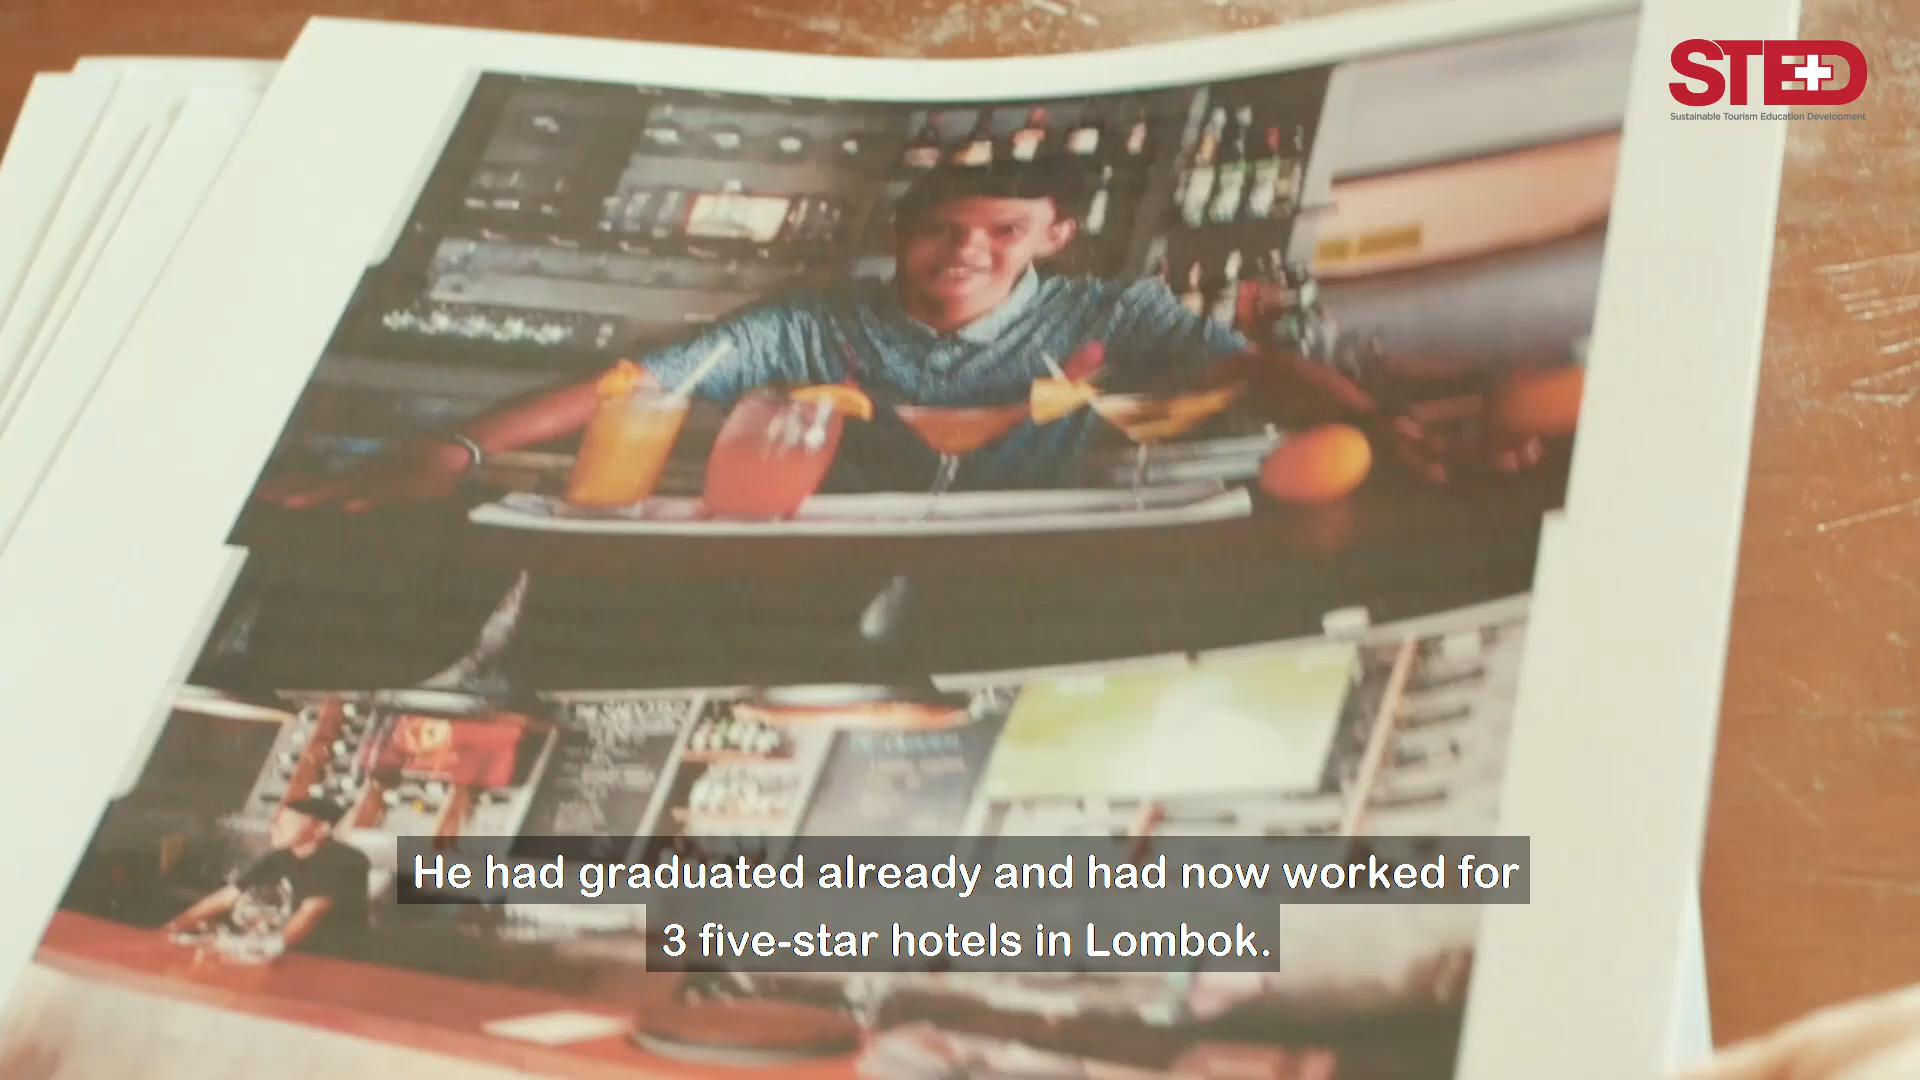 STED
Sustainable Tourism Education Development
He had graduated already and had now worked for
3 five-star hotels in Lombok.